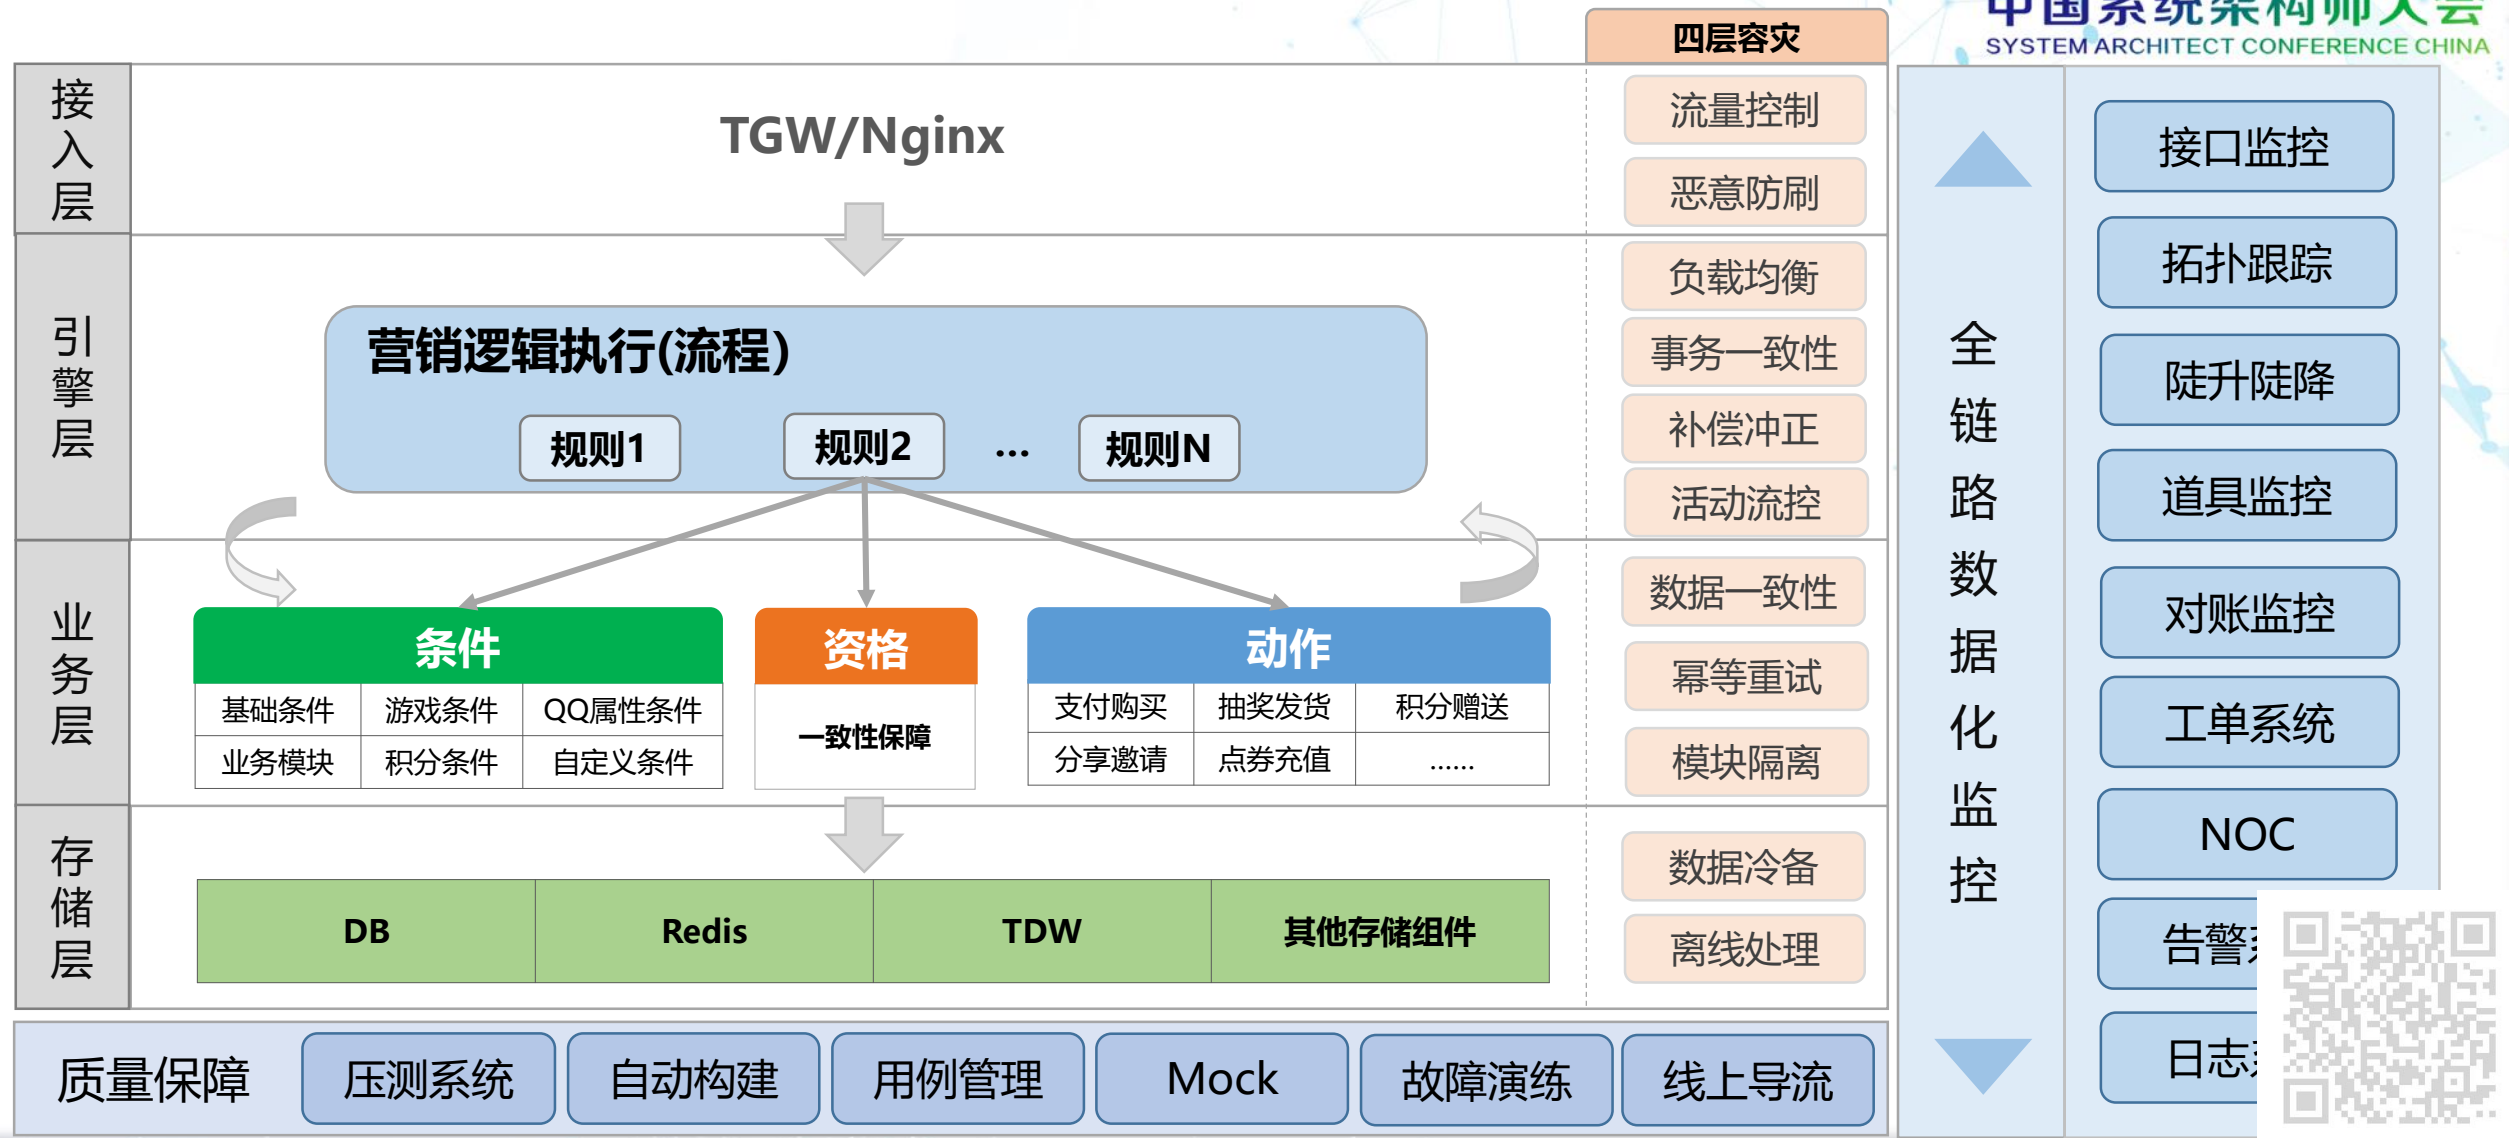 中国系统架构师大会
SYSTEM ARCHITECT CONFERENCE CHINA
四层容灾
接入层
TGW/Nginx
流量控制
恶意防刷
引擎层
营销逻辑执行(流程)
规则1
规则2
...
规则N
负载均衡
事务一致性
补偿冲正
活动流控
业务层
条件
基础条件 游戏条件 QQ属性条件
业务模块 积分条件 自定义条件
资格
一致性保障
动作
支付购买 抽奖发货 积分赠送
分享邀请 点券充值 ......
数据一致性
幂等重试
模块隔离
存储层
DB
Redis
TDW
其他存储组件
数据冷备
离线处理
质量保障
压测系统
自动构建
用例管理
Mock
故障演练
线上导流
全链路数据化监控
接口监控
拓扑跟踪
陡升陡降
道具监控
对账监控
工单系统
NOC
告警
日志